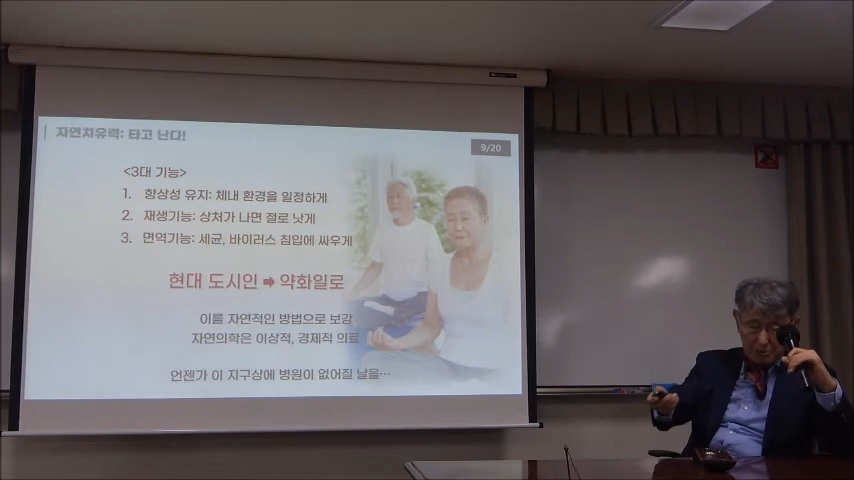 자연치유력: 타고 난다!
9/20
<3대 기능>
1. 항상성 유지: 체내 환경을 일정하게
2. 재생기능: 상처가 나면 절로 낫게
3. 면역기능: 세균, 바이러스 침입에 싸우게
현대 도시인 ➡ 약화일로
이를 자연적인 방법으로 보강
자연의학은 이상적, 경제적 의료
언젠가 이 지구상에 병원이 없어질 날을…